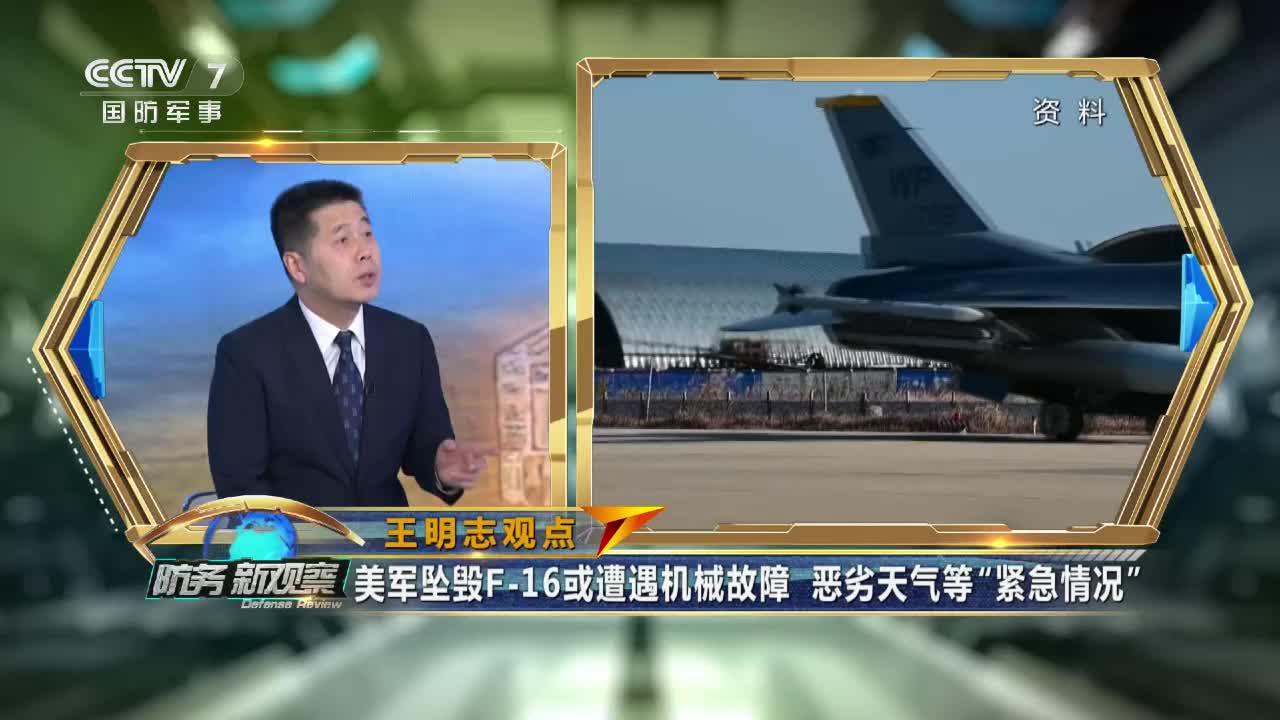 CCTV 7
国防军事
资料
WP
王明志观点
防务新观察
Defense Review
美军坠毁F-16或遭遇机械故障 恶劣天气等“紧急情况”